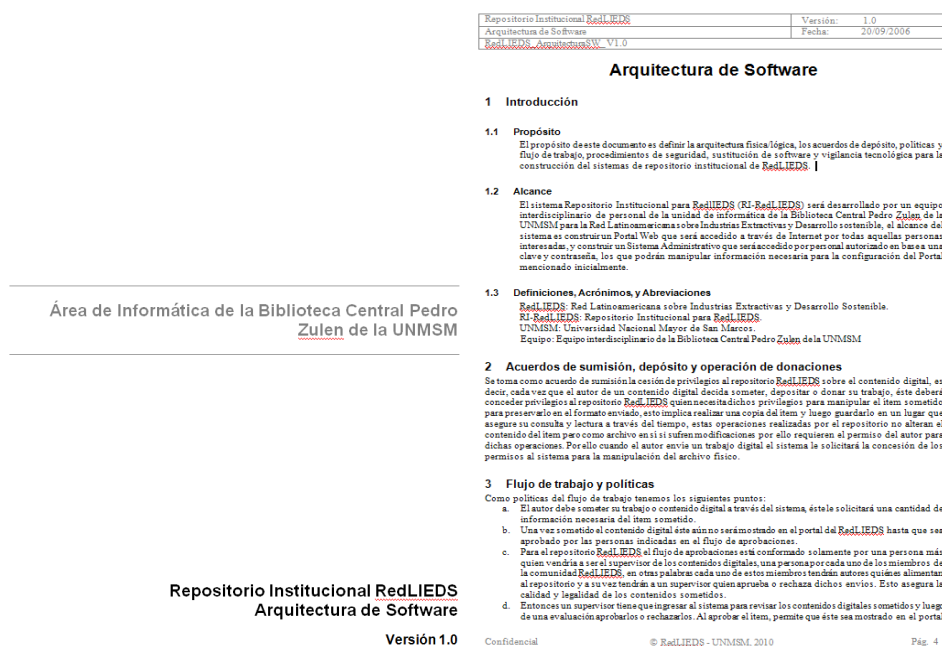 Área de Informática de la Biblioteca Central Pedro
Zulen de la UNMSM
Repositorio Institucional RedLIEDS
Arquitectura de Software
Versión 1.0
Repositorio Institucional RedLIEDS Versión: 1.0
Arquitectura de Software Fecha: 20/09/2006
RedLIEDS_ArquitecturaSW_V1.0
Arquitectura de Software
1 Introducción
1.1 Propósito
El propósito de este documento es definir la arquitectura física/lógica, los acuerdos de depósito, políticas y
flujo de trabajo, procedimientos de seguridad, sustitución de software y vigilancia tecnológica para la
construcción del sistemas de repositorio institucional de RedLIEDS.
1.2 Alcance
El sistema Repositorio Institucional para RedIIEDS (RI-RedLIEDS) será desarrollado por un equipo
interdisciplinario de personal de la unidad de informática de la Biblioteca Central Pedro Zulen de la
UNMSM para la Red Latinoamericana sobre Industrias Extractivas y Desarrollo sostenible, el alcance del
sistema es construir un Portal Web que será accedido a través de Internet por todas aquellas personas
interesadas, y construir un Sistema Administrativo que será accedido por personal autorizado en base a una
clave y contraseña, los que podrán manipular información necesaria para la configuración del Portal
mencionado inicialmente.
1.3 Definiciones, Acrónimos, y Abreviaciones
RedLIEDS: Red Latinoamericana sobre Industrias Extractivas y Desarrollo Sostenible.
RI-RedLIEDS: Repositorio Institucional para RedLIEDS.
UNMSM: Universidad Nacional Mayor de San Marcos.
Equipo: Equipo interdisciplinario de la Biblioteca Central Pedro Zulen de la UNMSM
2 Acuerdos de sumisión, depósito y operación de donaciones
Se toma como acuerdo de sumisión la cesión de privilegios al repositorio RedLIEDS sobre el contenido digital, es
decir, cada vez que el autor de un contenido digital decida someter, depositar o donar su trabajo, éste deberá
conceder privilegios al repositorio RedLIEDS quien necesita dichos privilegios para manipular el ítem sometido
para preservarlo en el formato enviado, esto implica realizar una copia del ítem y luego guardarlo en un lugar que
asegure su consulta y lectura a través del tiempo, estas operaciones realizadas por el repositorio no alteran el
contenido del ítem pero como archivo en si si sufren modificaciones por ello requieren el permiso del autor para
dichas operaciones. Por ello cuando el autor envíe un trabajo digital el sistema le solicitará la concesión de los
permisos al sistema para la manipulación del archivo físico.
3 Flujo de trabajo y políticas
Como políticas del flujo de trabajo tenemos los siguientes puntos:
a. El autor debe someter su trabajo o contenido digital a través del sistema, éste le solicitará una cantidad de
información necesaria del ítem sometido.
b. Una vez sometido el contenido digital éste aún no será mostrado en el portal del RedLIEDS hasta que sea
aprobado por las personas indicadas en el flujo de aprobaciones.
c. Para el repositorio RedLIEDS el flujo de aprobaciones está conformado solamente por una persona más
quien vendría a ser el supervisor de los contenidos digitales, una persona por cada uno de los miembros de
la comunidad RedLIEDS, en otras palabras cada uno de estos miembros tendrán autores quiénes alimentan
al repositorio y a su vez tendrán a un supervisor quien aprueba o rechaza dichos envíos. Esto asegura la
calidad y legalidad de los contenidos sometidos.
d. Entonces un supervisor tiene que ingresar al sistema para revisar los contenidos digitales sometidos y luego
de una evaluación aprobarlos o rechazarlos. Al aprobar el ítem, permite que éste sea mostrado en el portal
Confidencial © RedLIEDS - UNMSM, 2010 Pág. 4